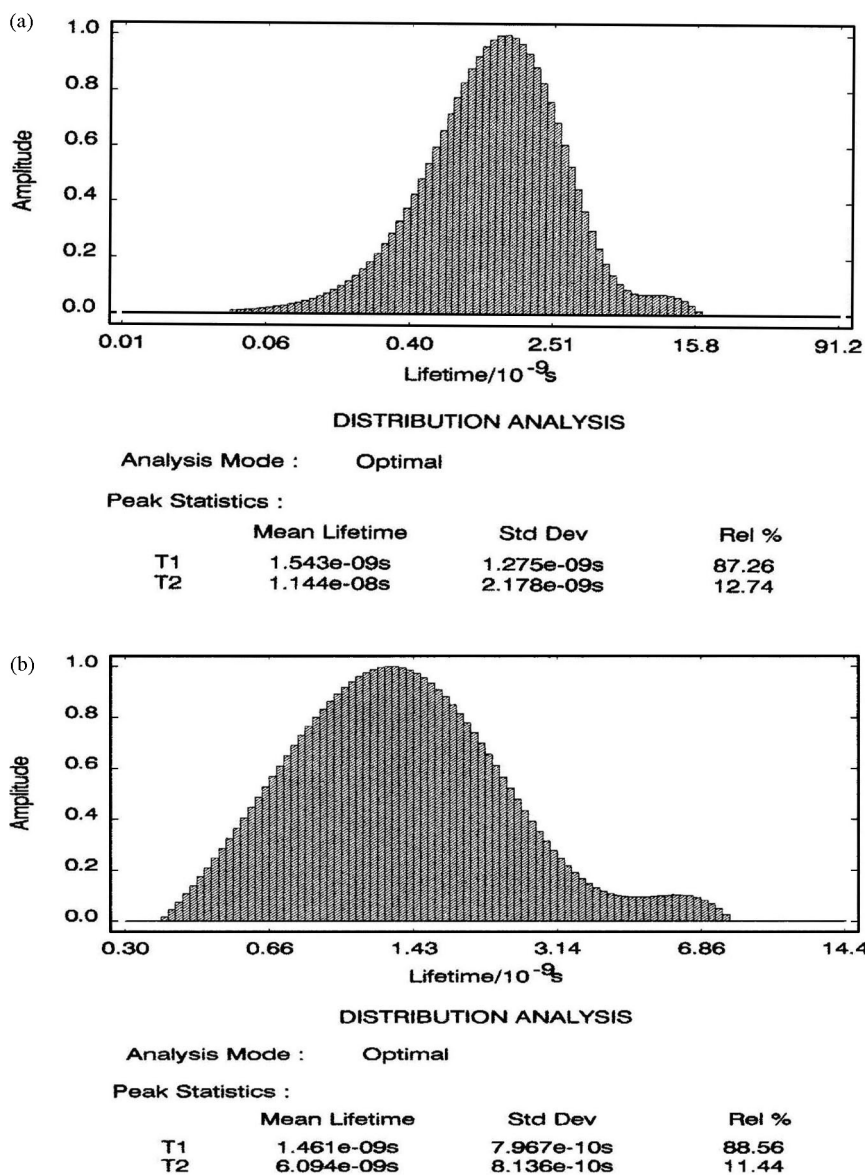 (a)
1.0
0.8
0.6
0.4
0.2
0.0
Amplitude
0.01 0.06 0.40 2.51 15.8 91.2
Lifetime/10⁻⁹s
DISTRIBUTION ANALYSIS
Analysis Mode : Optimal
Peak Statistics :
Mean Lifetime Std Dev Rel %
T1 1.543e-09s 1.275e-09s 87.26
T2 1.144e-08s 2.178e-09s 12.74
(b)
1.0
0.8
0.6
0.4
0.2
0.0
Amplitude
0.30 0.66 1.43 3.14 6.86 14.4
Lifetime/10⁻⁹s
DISTRIBUTION ANALYSIS
Analysis Mode : Optimal
Peak Statistics :
Mean Lifetime Std Dev Rel %
T1 1.461e-09s 7.967e-10s 88.56
T2 6.094e-09s 8.136e-10s 11.44